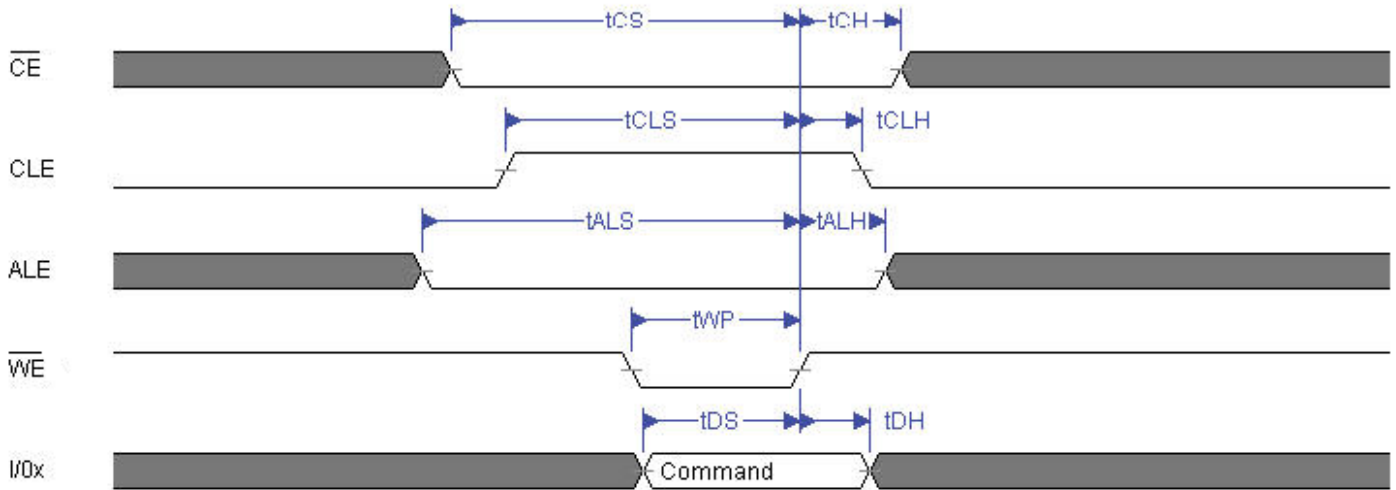 tCS tCH
CE
tCLS tCLH
CLE
tALS tALH
ALE
tWP
WE
tDS tDH
I/0x Command